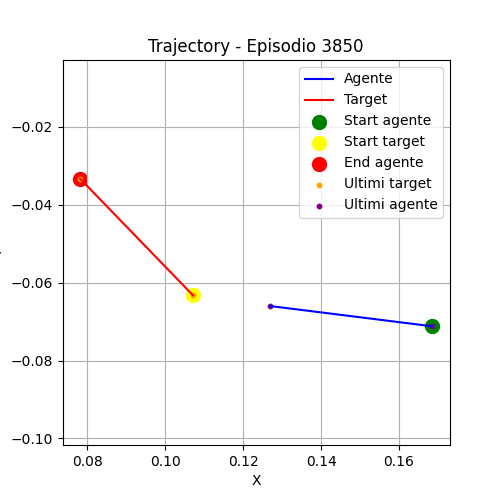 Trajectory - Episodio 3850
Agente
Target
Start agente
Start target
End agente
Ultimi target
Ultimi agente
−0.02
−0.04
−0.06
−0.08
−0.10
0.08 0.10 0.12 0.14 0.16
X